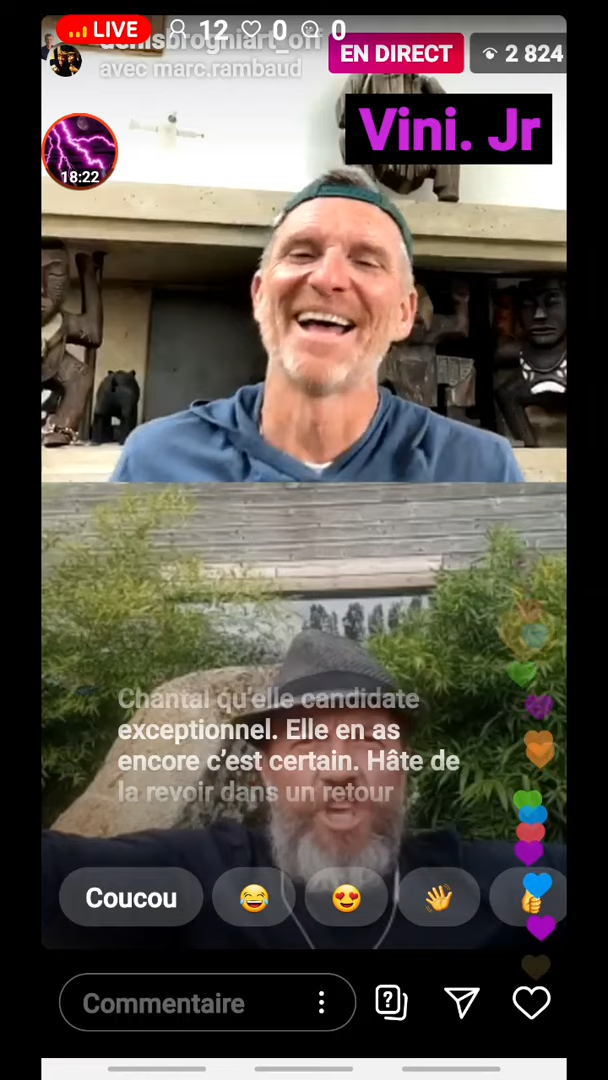 LIVE 12 0 0
denisbrogniart_off
avec marc.rambaud
EN DIRECT
2 824
Vini. Jr
18:22
Chantal qu'elle candidate
exceptionnel. Elle en as
encore c'est certain. Hâte de
la revoir dans un retour
Coucou
Commentaire